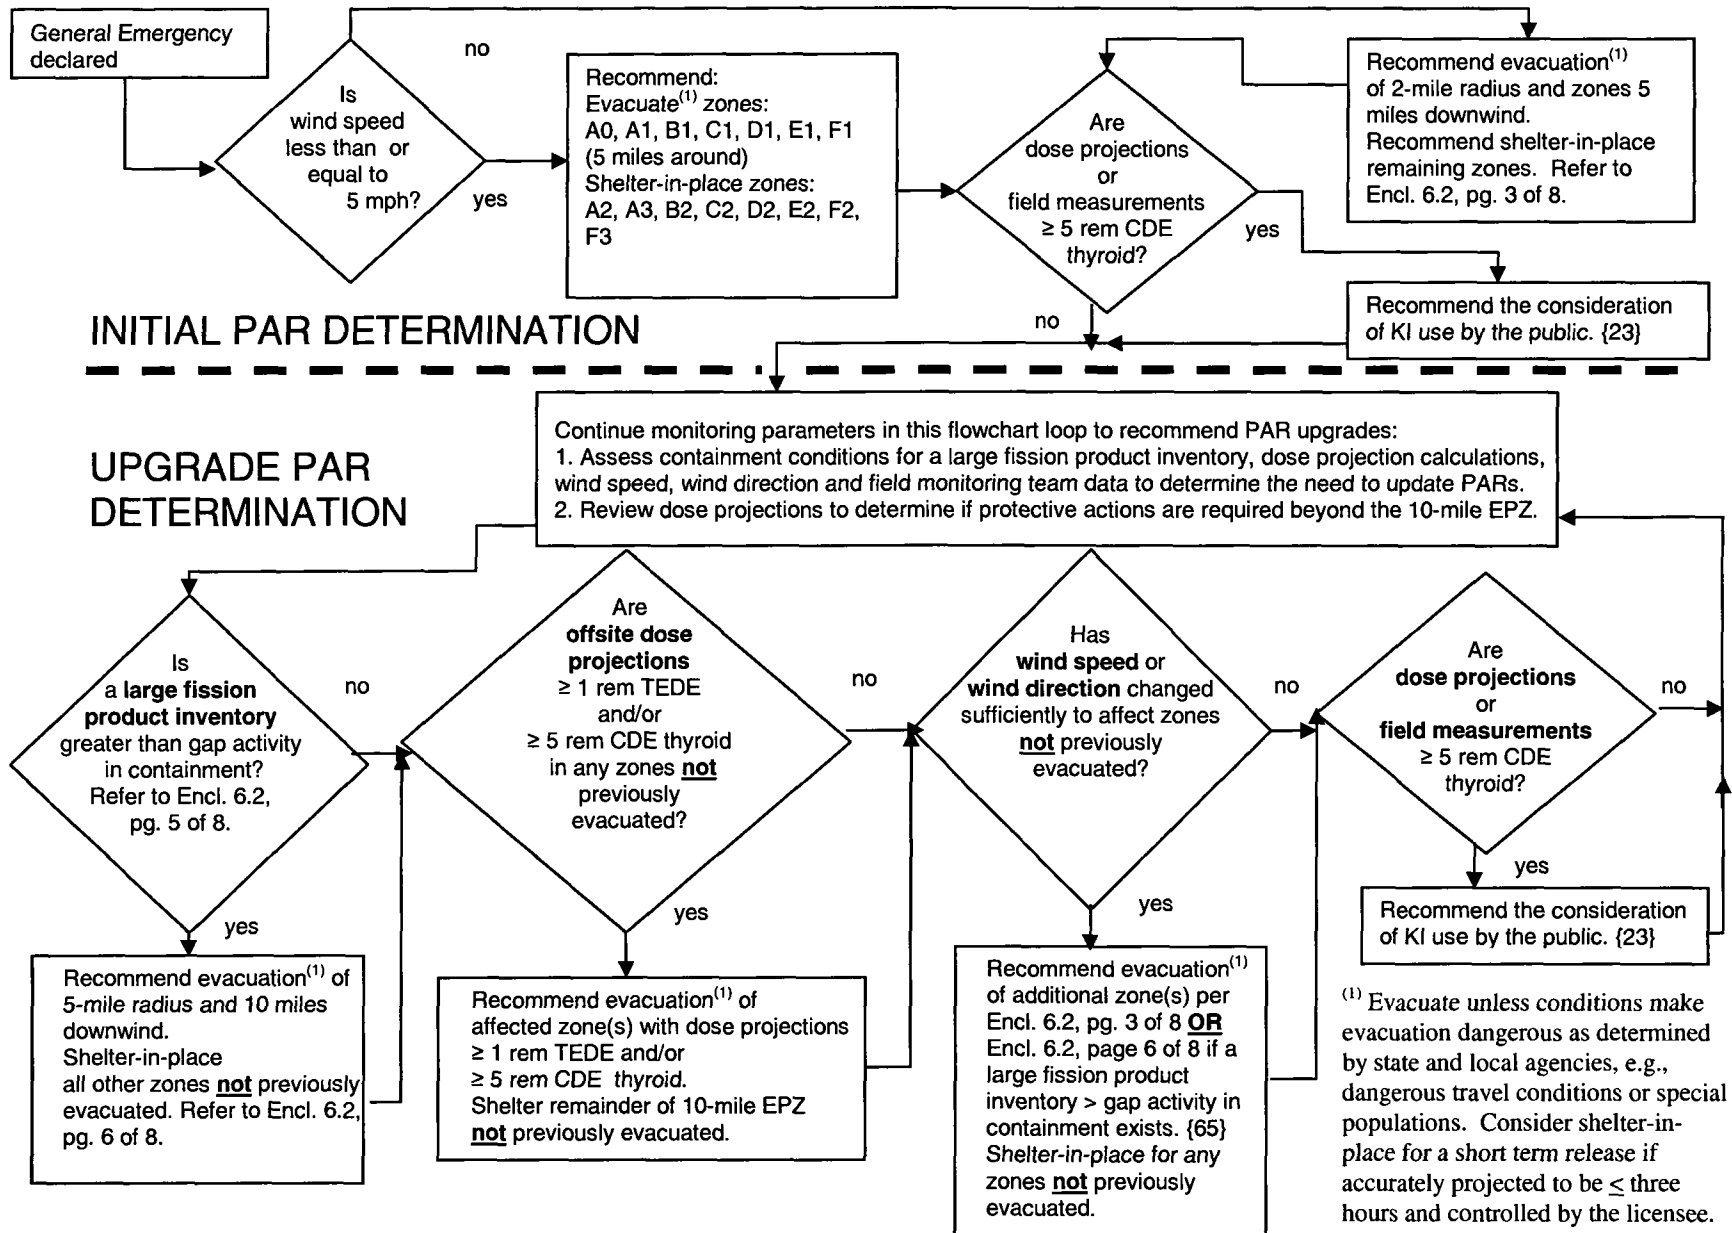 General Emergency
declared
Is
wind speed
less than or
equal to
5 mph?
no
yes
Recommend:
Evacuate(1) zones:
A0, A1, B1, C1, D1, E1, F1
(5 miles around)
Shelter-in-place zones:
A2, A3, B2, C2, D2, E2, F2,
F3
Are
dose projections
or
field measurements
≥ 5 rem CDE
thyroid?
yes
no
Recommend evacuation(1)
of 2-mile radius and zones 5
miles downwind.
Recommend shelter-in-place
remaining zones. Refer to
Encl. 6.2, pg. 3 of 8.
Recommend the consideration
of KI use by the public. {23}
INITIAL PAR DETERMINATION
UPGRADE PAR
DETERMINATION
Continue monitoring parameters in this flowchart loop to recommend PAR upgrades:
1. Assess containment conditions for a large fission product inventory, dose projection calculations,
wind speed, wind direction and field monitoring team data to determine the need to update PARs.
2. Review dose projections to determine if protective actions are required beyond the 10-mile EPZ.
Is
a large fission
product inventory
greater than gap activity
in containment?
Refer to Encl. 6.2,
pg. 5 of 8.
no
yes
Recommend evacuation(1) of
5-mile radius and 10 miles
downwind.
Shelter-in-place
all other zones not previously
evacuated. Refer to Encl. 6.2,
pg. 6 of 8.
Are
offsite dose
projections
≥ 1 rem TEDE
and/or
≥ 5 rem CDE thyroid
in any zones not
previously
evacuated?
no
yes
Recommend evacuation(1) of
affected zone(s) with dose projections
≥ 1 rem TEDE and/or
≥ 5 rem CDE thyroid.
Shelter remainder of 10-mile EPZ
not previously evacuated.
Has
wind speed or
wind direction changed
sufficiently to affect zones
not previously
evacuated?
no
yes
Recommend evacuation(1)
of additional zone(s) per
Encl. 6.2, pg. 3 of 8 OR
Encl. 6.2, page 6 of 8 if a
large fission product
inventory > gap activity in
containment exists. {65}
Shelter-in-place for any
zones not previously
evacuated.
Are
dose projections
or
field measurements
≥ 5 rem CDE
thyroid?
no
yes
Recommend the consideration
of KI use by the public. {23}
(1) Evacuate unless conditions make
evacuation dangerous as determined
by state and local agencies, e.g.,
dangerous travel conditions or special
populations. Consider shelter-in-
place for a short term release if
accurately projected to be ≤ three
hours and controlled by the licensee.